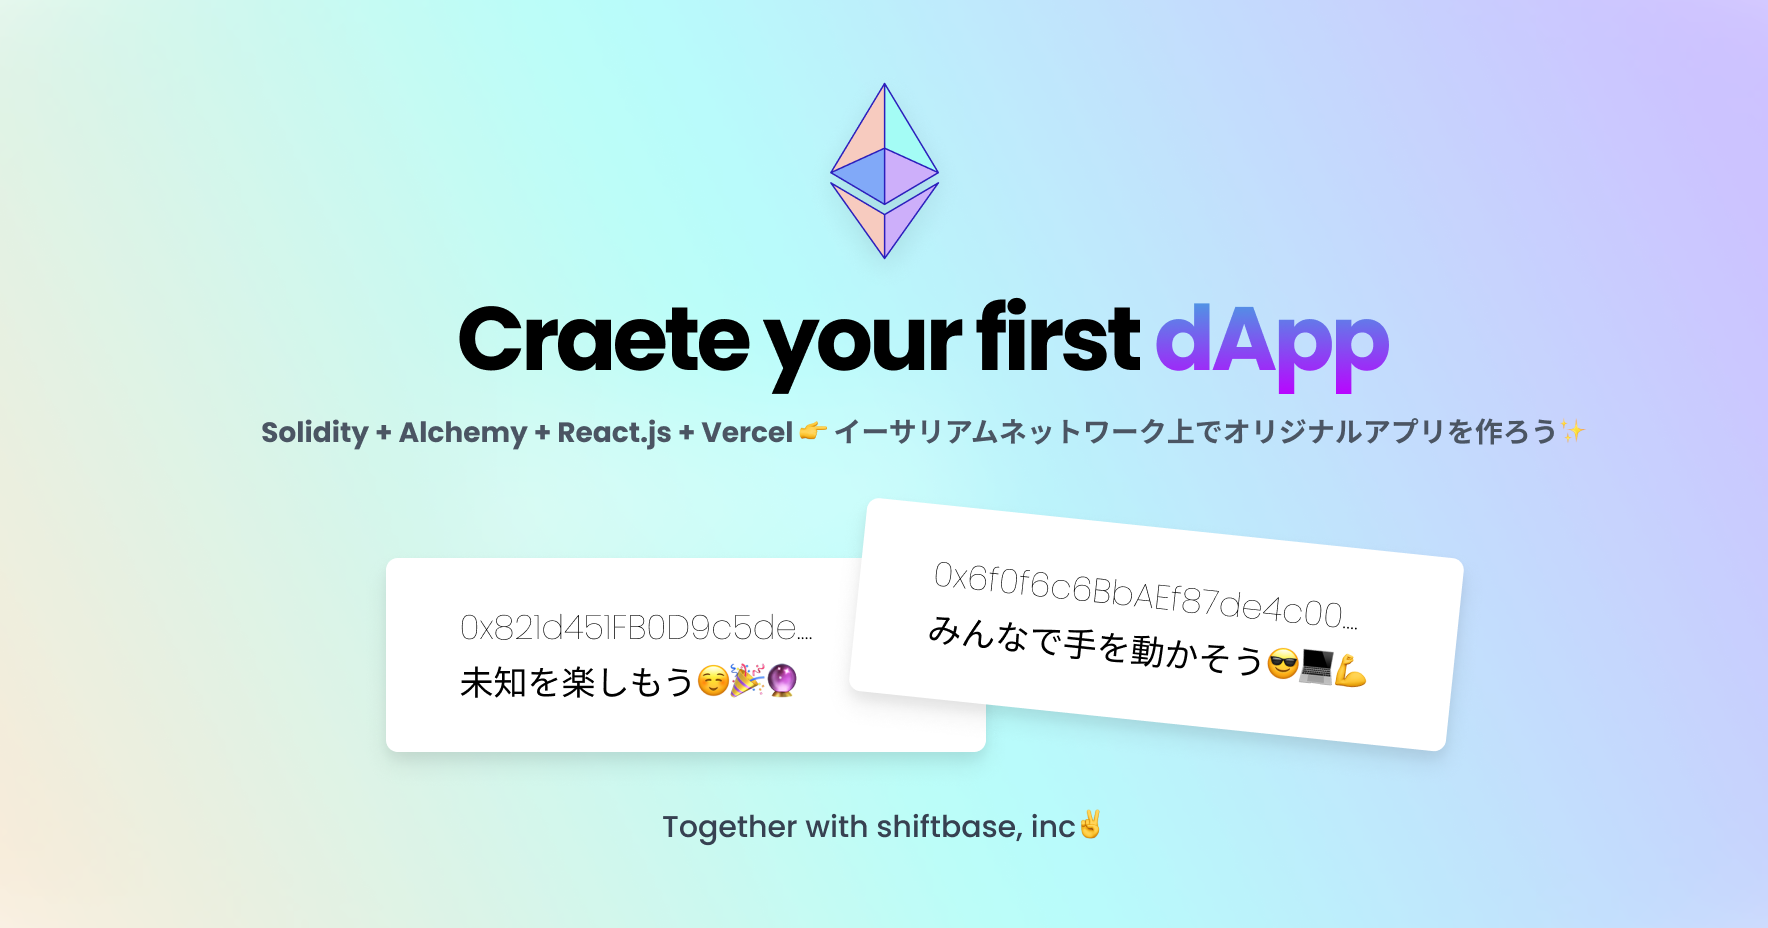 Craete your first dApp
Solidity + Alchemy + React.js + Vercel 👉 イーサリアムネットワーク上でオリジナルアプリを作ろう✨
0x821d451FB0D9c5de....
未知を楽しもう☺️🎉🔮
0x6f0f6c6BbAEf87de4c00....
みんなで手を動かそう😎💻💪
Together with shiftbase, inc✌️